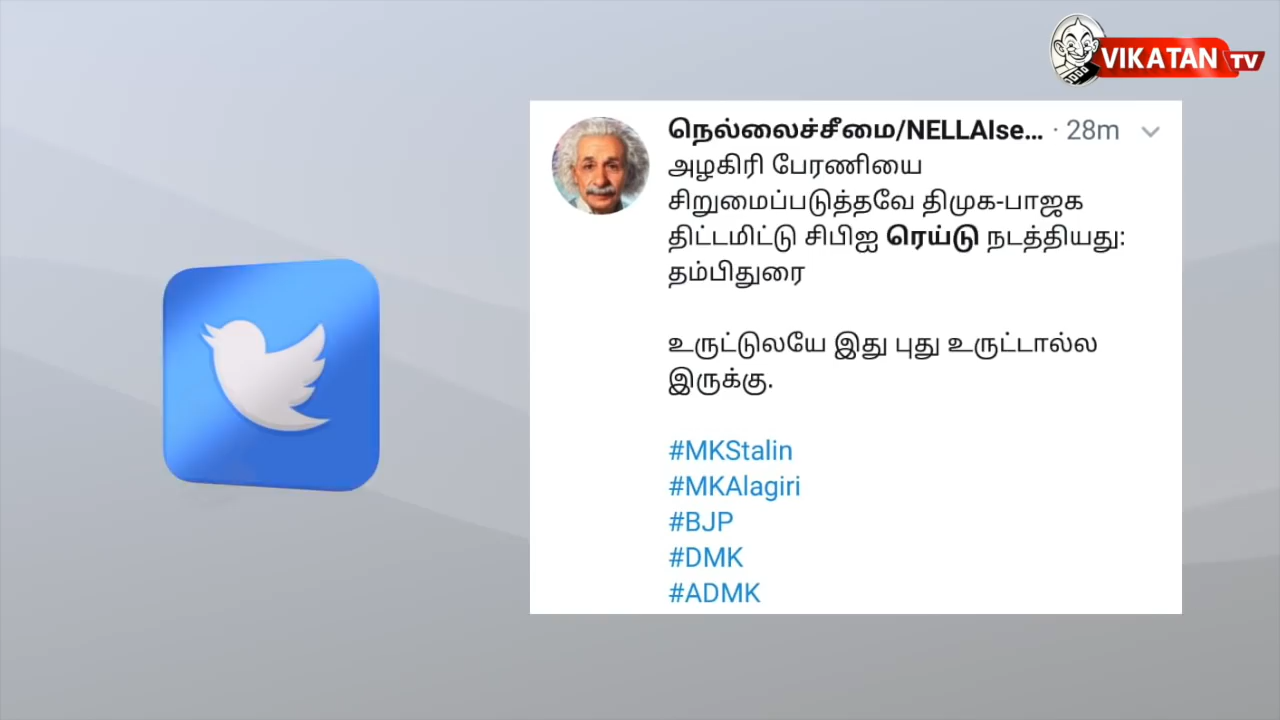 VIKATAN TV
நெல்லைச்சீமை/NELLAIse... · 28m
அழகிரி பேரணியை
சிறுமைப்படுத்தவே திமுக-பாஜக
திட்டமிட்டு சிபிஐ ரெய்டு நடத்தியது:
தம்பிதுரை
உருட்டுலயே இது புது உருட்டால்ல
இருக்கு.
#MKStalin
#MKAlagiri
#BJP
#DMK
#ADMK